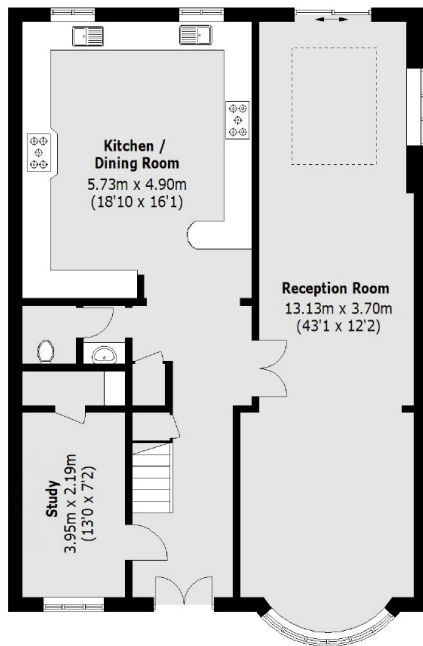 Kitchen /
Dining Room
5.73m x 4.90m
(18'10 x 16'1)
Reception Room
13.13m x 3.70m
(43'1 x 12'2)
Study
3.95m x 2.19m
(13'0 x 7'2)